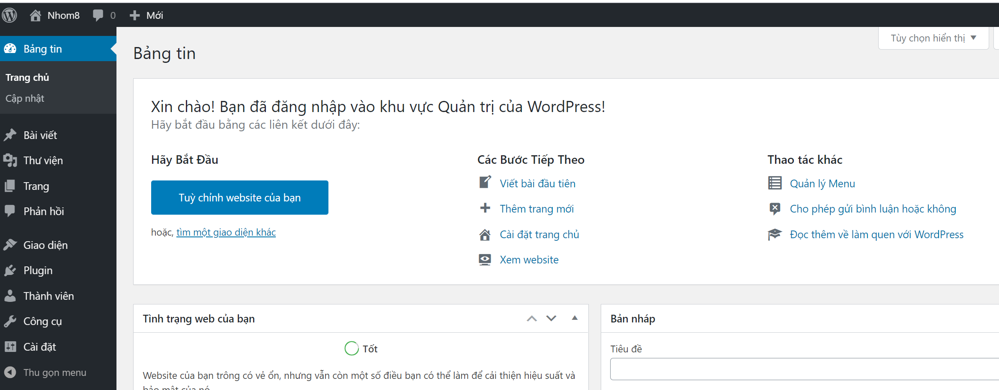 Nhom8 0 Mới
Tùy chọn hiển thị
Bảng tin
Trang chủ
Cập nhật
Bài viết
Thư viện
Trang
Phản hồi
Giao diện
Plugin
Thành viên
Công cụ
Cài đặt
Thu gọn menu
Bảng tin
Xin chào! Bạn đã đăng nhập vào khu vực Quản trị của WordPress!
Hãy bắt đầu bằng các liên kết dưới đây:
Hãy Bắt Đầu
Tuỳ chỉnh website của bạn
hoặc, tìm một giao diện khác
Các Bước Tiếp Theo
Viết bài đầu tiên
Thêm trang mới
Cài đặt trang chủ
Xem website
Thao tác khác
Quản lý Menu
Cho phép gửi bình luận hoặc không
Đọc thêm về làm quen với WordPress
Tình trạng web của bạn
Tốt
Website của bạn trông có vẻ ổn, nhưng vẫn còn một số điều bạn có thể làm để cải thiện hiệu suất và
bảo mật của nó
Bản nháp
Tiêu đề